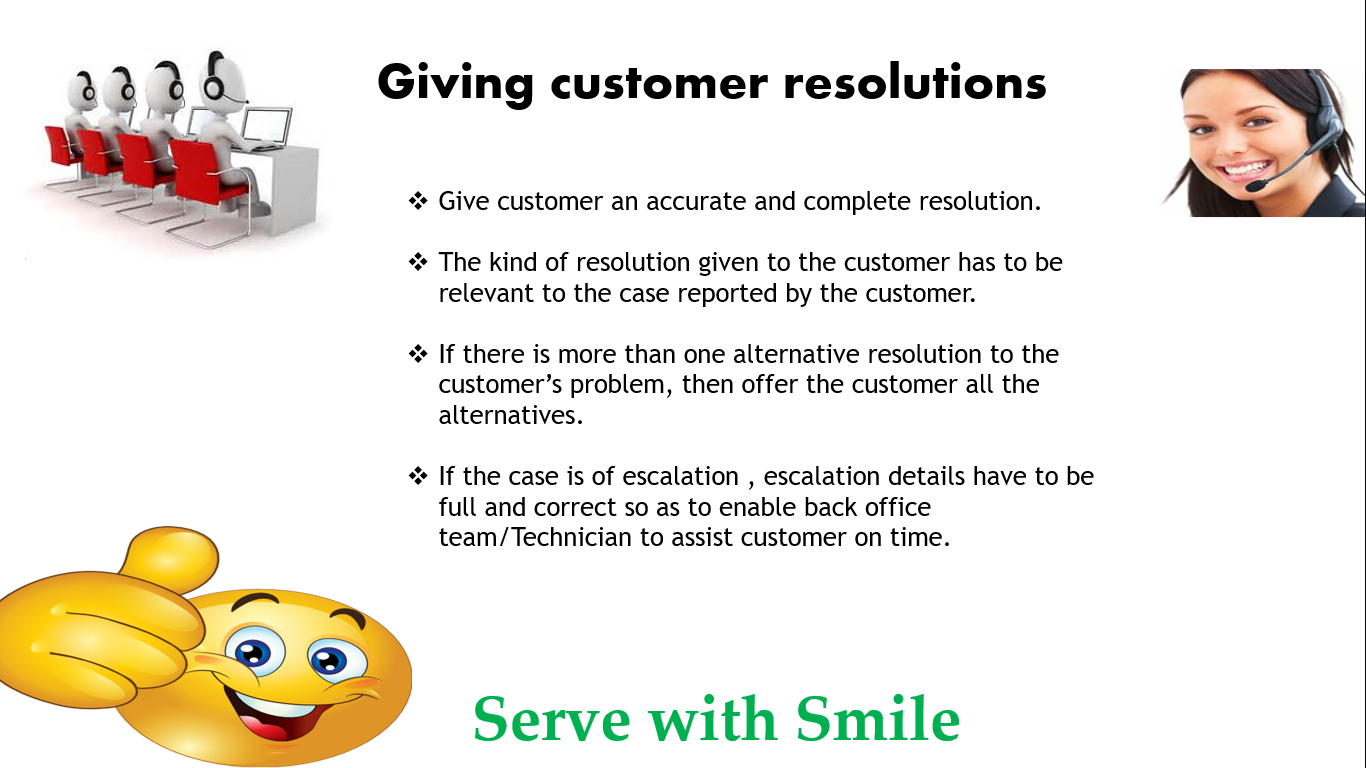 Giving customer resolutions
❖ Give customer an accurate and complete resolution.
❖ The kind of resolution given to the customer has to be
relevant to the case reported by the customer.
❖ If there is more than one alternative resolution to the
customer’s problem, then offer the customer all the
alternatives.
❖ If the case is of escalation , escalation details have to be
full and correct so as to enable back office
team/Technician to assist customer on time.
Serve with Smile